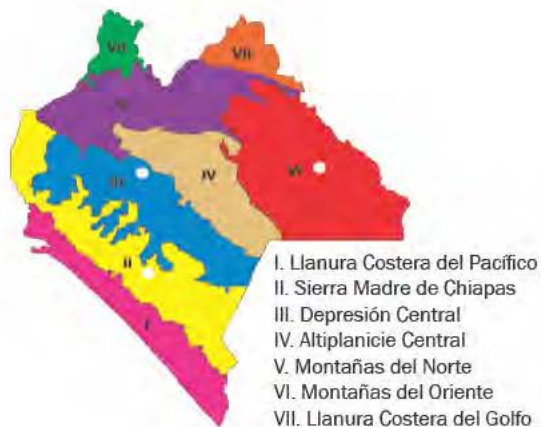 VII
VII
V
III
IV
VI
II
I
I. Llanura Costera del Pacífico
II. Sierra Madre de Chiapas
III. Depresión Central
IV. Altiplanicie Central
V. Montañas del Norte
VI. Montañas del Oriente
VII. Llanura Costera del Golfo